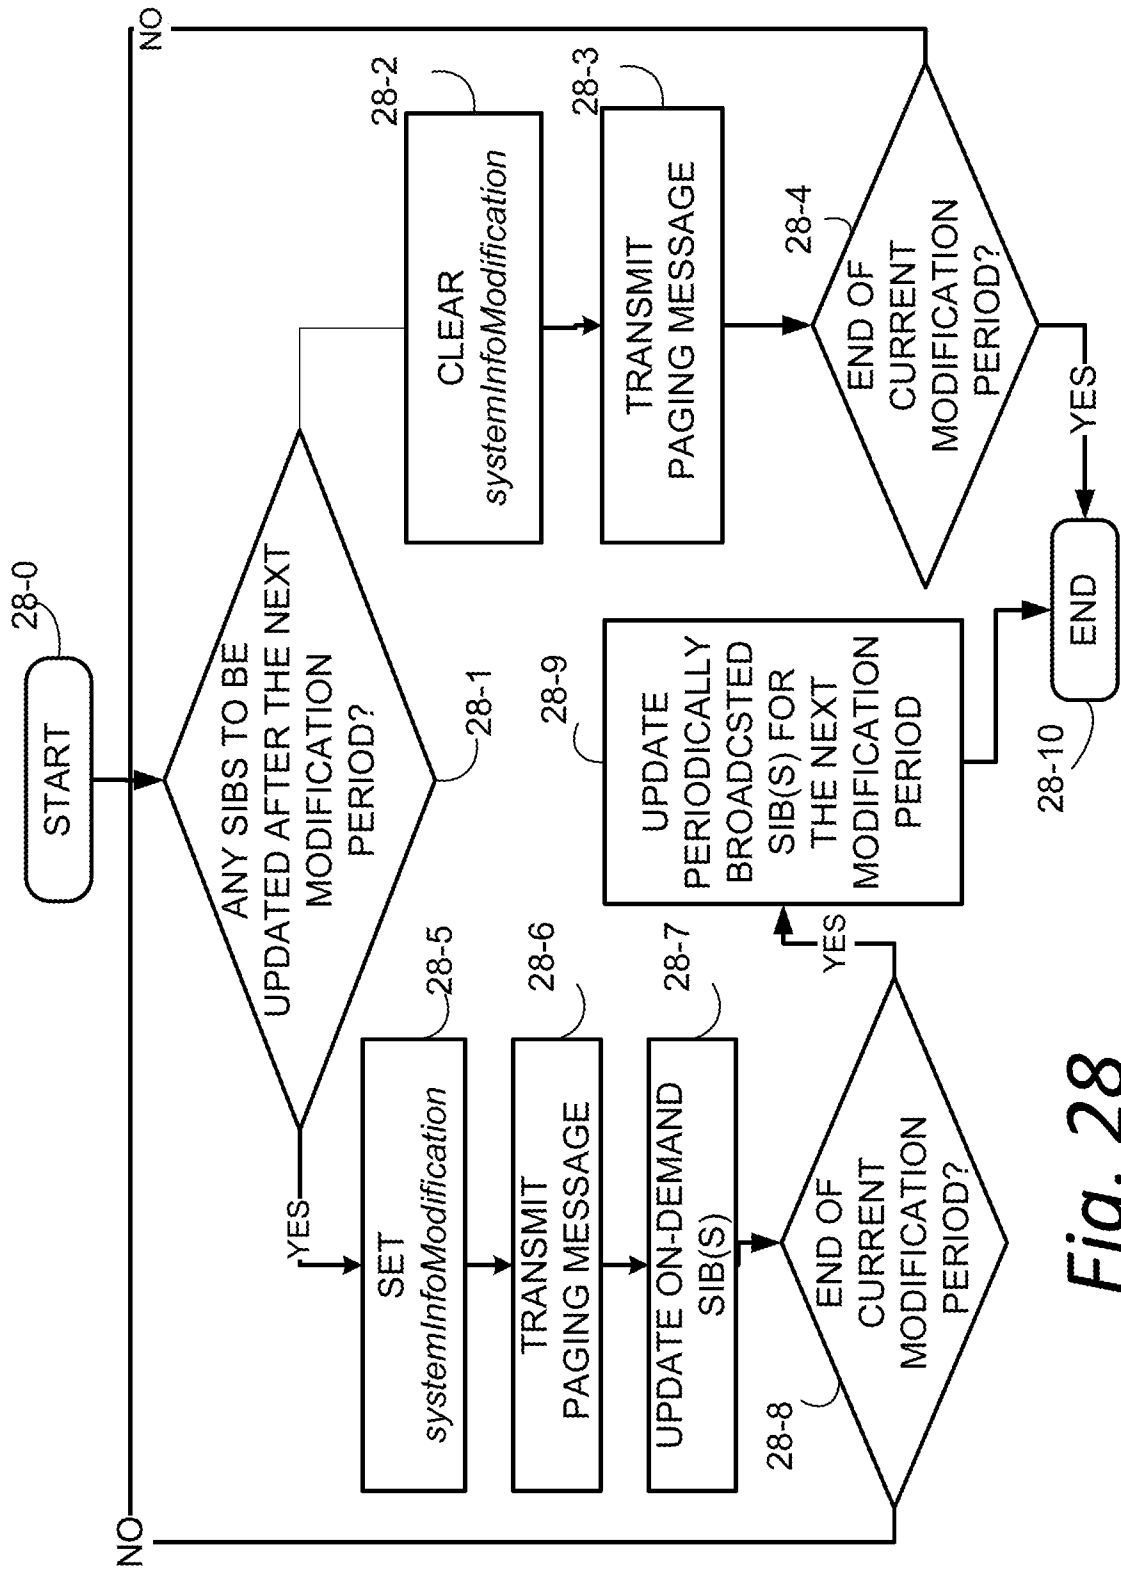 28-0
START
NO
NO
ANY SIBS TO BE
UPDATED AFTER THE NEXT
MODIFICATION
PERIOD?
28-1
YES
28-5
SET
systemInfoModification
28-6
TRANSMIT
PAGING MESSAGE
28-7
UPDATE ON-DEMAND
SIB(S)
28-8
END OF
CURRENT
MODIFICATION
PERIOD?
YES
28-9
UPDATE
PERIODICALLY
BROADCSTED
SIB(S) FOR
THE NEXT
MODIFICATION
PERIOD
28-2
CLEAR
systemInfoModification
28-3
TRANSMIT
PAGING MESSAGE
28-4
END OF
CURRENT
MODIFICATION
PERIOD?
YES
END
28-10
Fig. 28